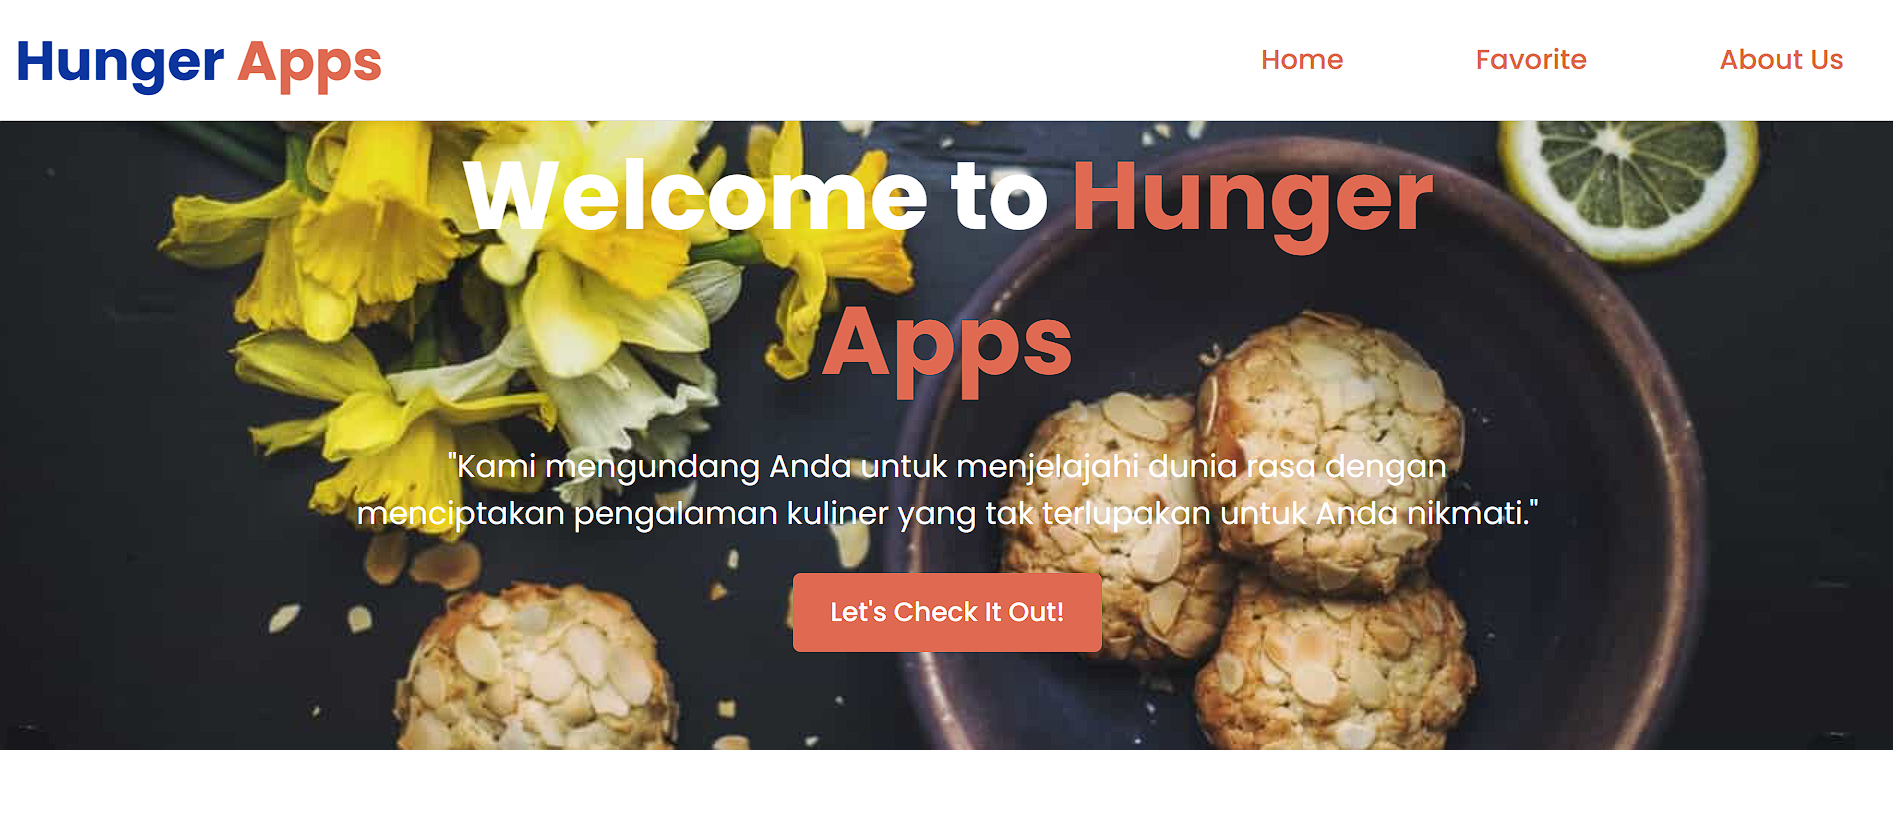 Hunger Apps
Home
Favorite
About Us
Welcome to Hunger
Apps
"Kami mengundang Anda untuk menjelajahi dunia rasa dengan
menciptakan pengalaman kuliner yang tak terlupakan untuk Anda nikmati."
Let's Check It Out!